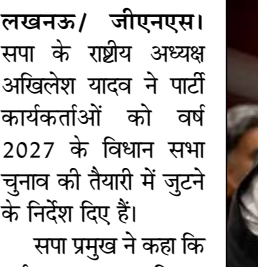 लखनऊ/ जीएनएस।
सपा के राष्ट्रीय अध्यक्ष
अखिलेश यादव ने पार्टी
कार्यकर्ताओं को वर्ष
2027 के विधान सभा
चुनाव की तैयारी में जुटने
के निर्देश दिए हैं।
सपा प्रमुख ने कहा कि